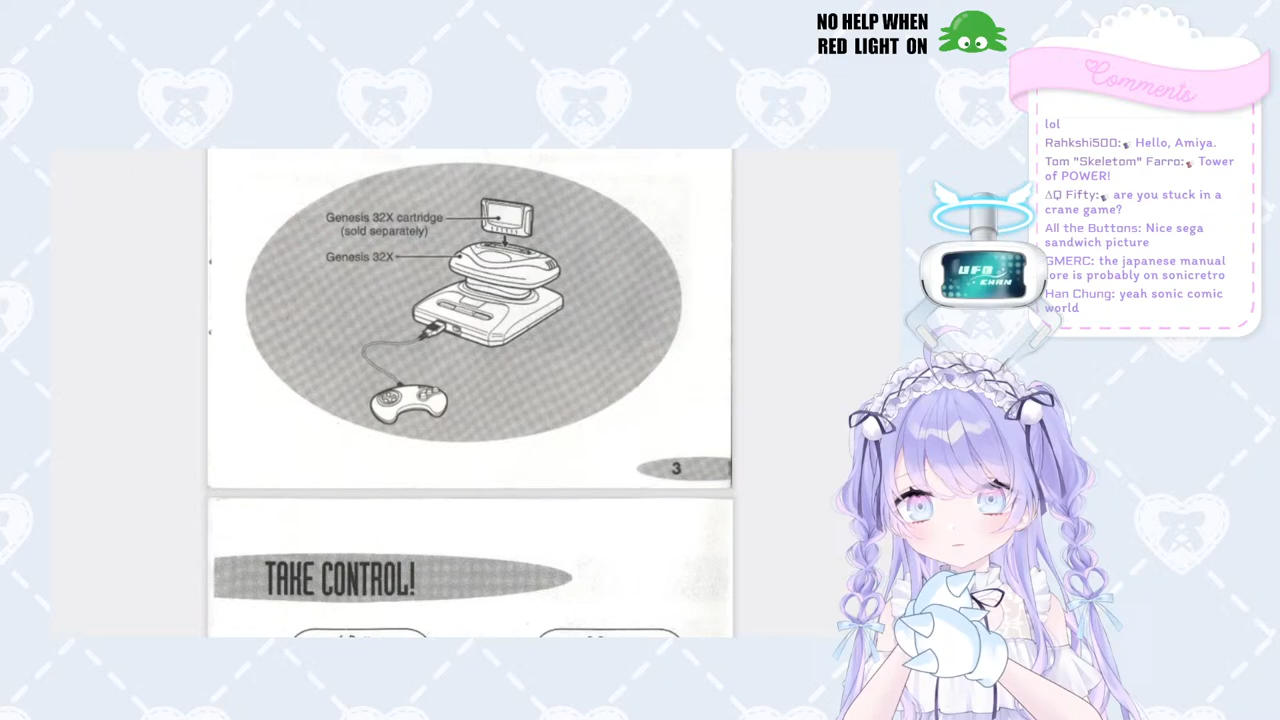 NO HELP WHEN
RED LIGHT ON
Comments
lol
Rahkshi500: Hello, Amiya.
Tom "Skeletom" Farro: Tower
of POWER!
ΔQ Fifty: are you stuck in a
crane game?
All the Buttons: Nice sega
sandwich picture
GMERC: the japanese manual
ore is probably on sonicretro
Han Chung: yeah sonic comic
world
UFO
CHAN
Genesis 32X cartridge
(sold separately)
Genesis 32X
3
TAKE CONTROL!